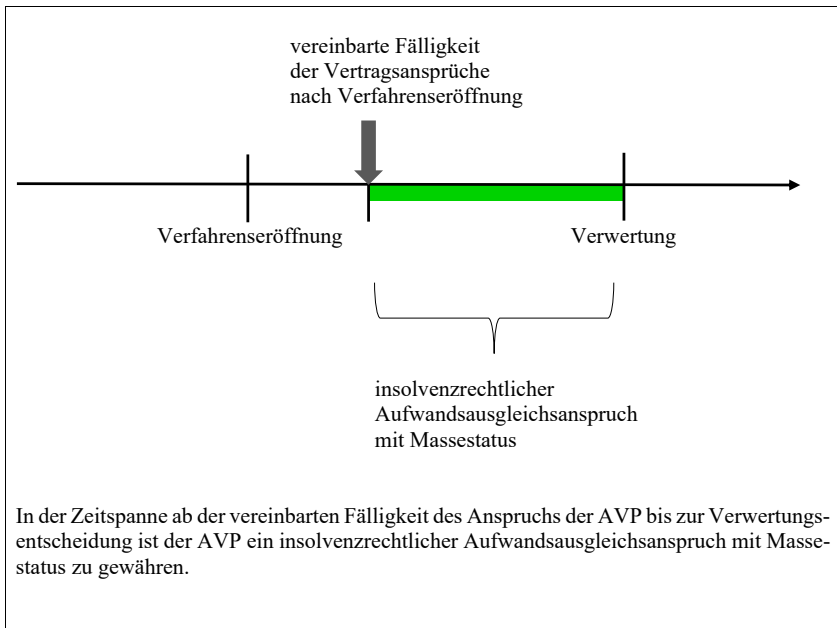 vereinbarte Fälligkeit
der Vertragsansprüche
nach Verfahrenseröffnung
Verfahrenseröffnung
Verwertung
insolvenzrechtlicher
Aufwandsausgleichsanspruch
mit Massestatus
In der Zeitspanne ab der vereinbarten Fälligkeit des Anspruchs der AVP bis zur Verwertungs-
entscheidung ist der AVP ein insolvenzrechtlicher Aufwandsausgleichsanspruch mit Masse-
status zu gewähren.